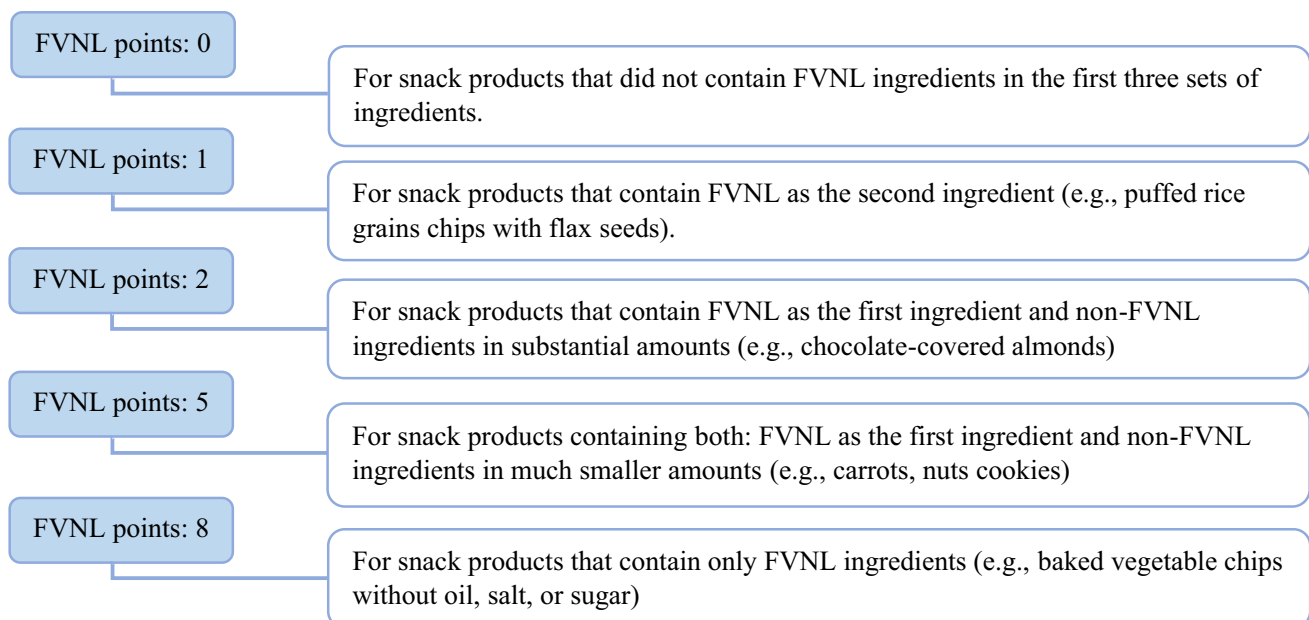 FVNL points: 0
For snack products that did not contain FVNL ingredients in the first three sets of
ingredients.
FVNL points: 1
For snack products that contain FVNL as the second ingredient (e.g., puffed rice
grains chips with flax seeds).
FVNL points: 2
For snack products that contain FVNL as the first ingredient and non-FVNL
ingredients in substantial amounts (e.g., chocolate-covered almonds)
FVNL points: 5
For snack products containing both: FVNL as the first ingredient and non-FVNL
ingredients in much smaller amounts (e.g., carrots, nuts cookies)
FVNL points: 8
For snack products that contain only FVNL ingredients (e.g., baked vegetable chips
without oil, salt, or sugar)